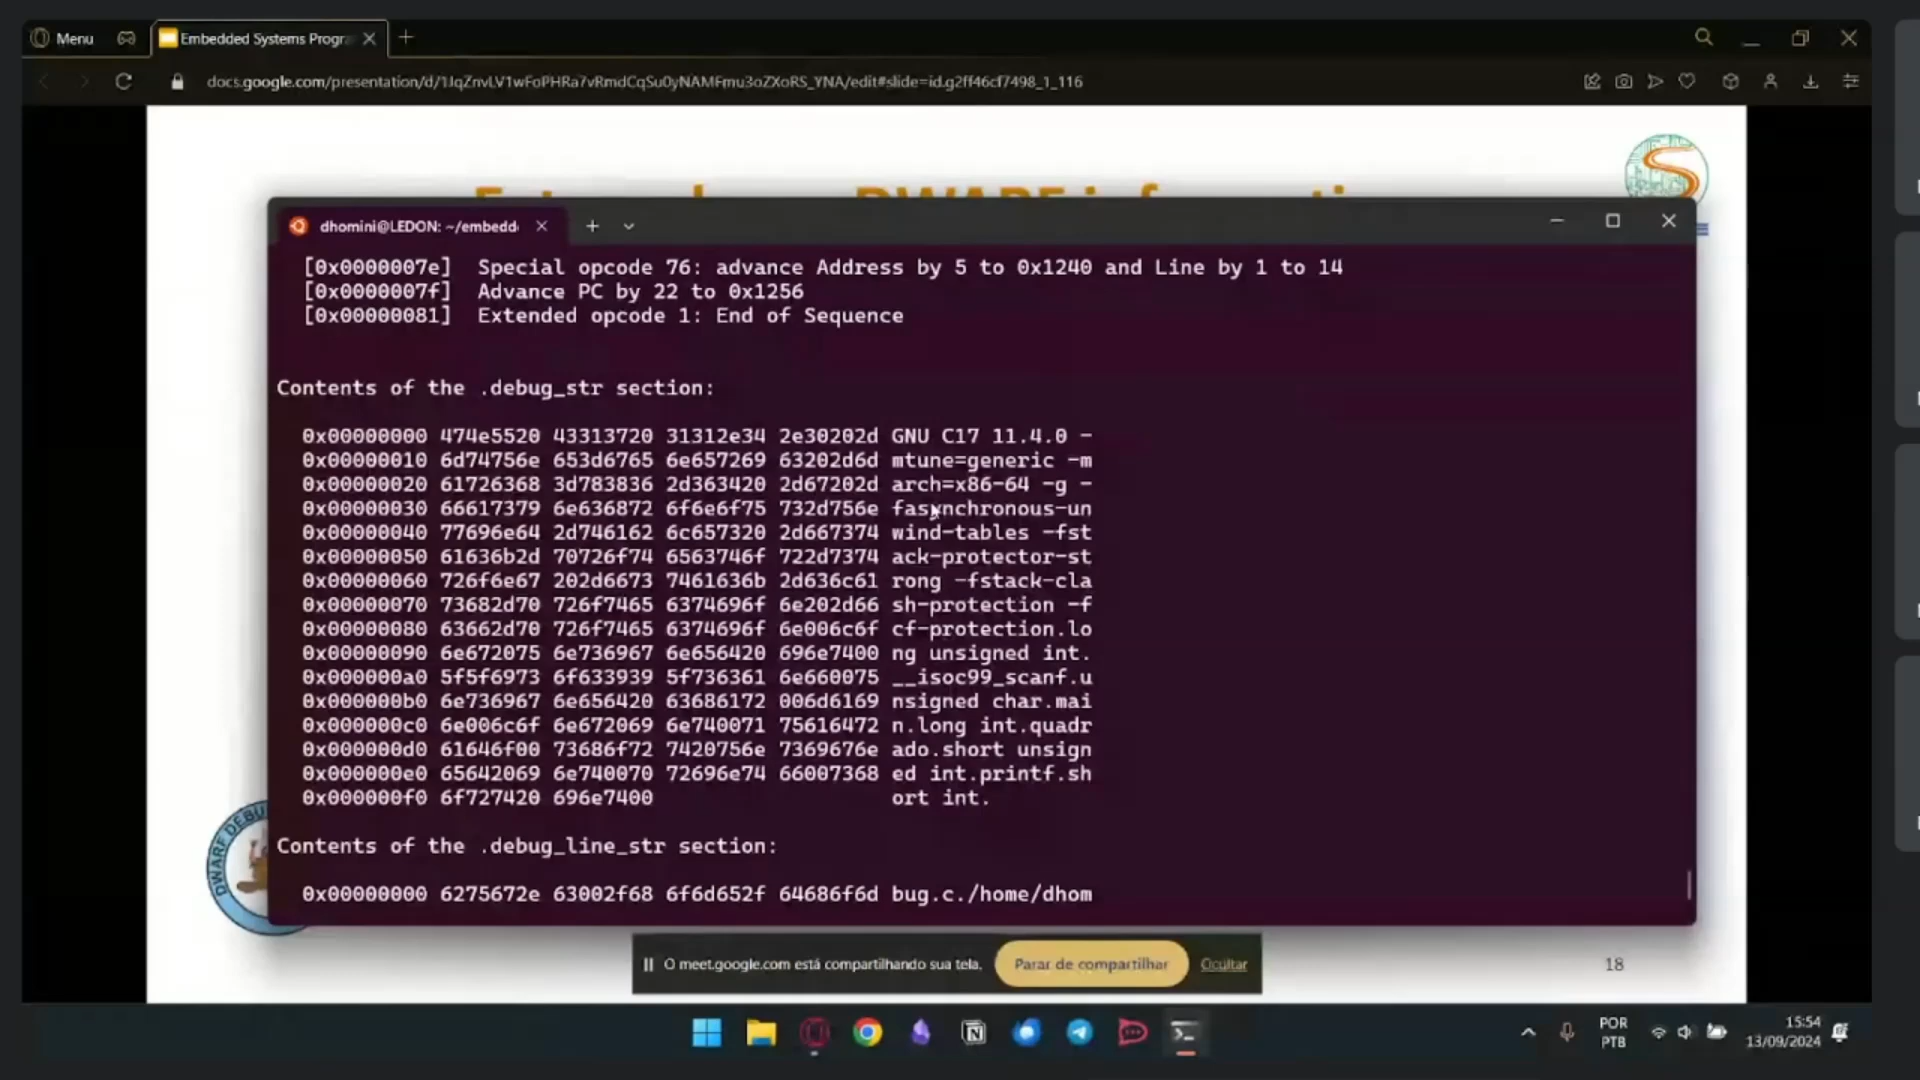 Menu
Embedded Systems Progra
docs.google.com/presentation/d/1JqZnvLV1wFoPHRa7vRmdCqSu0yNAMFmu3oZXoRS_YNA/edit#slide=id.g2ff46cf7498_1_116
DWARF
dhomini@LEDON: ~/embedd
[0x0000007e]  Special opcode 76: advance Address by 5 to 0x1240 and Line by 1 to 14
[0x0000007f]  Advance PC by 22 to 0x1256
[0x00000081]  Extended opcode 1: End of Sequence
Contents of the .debug_str section:
0x00000000 474e5520 43313720 31312e34 2e30202d GNU C17 11.4.0 -
0x00000010 6d74756e 653d6765 6e657269 63202d6d mtune=generic -m
0x00000020 61726368 3d783836 2d363420 2d67202d arch=x86-64 -g -
0x00000030 66617379 6e636872 6f6e6f75 732d756e fasynchronous-un
0x00000040 77696e64 2d746162 6c657320 2d667374 wind-tables -fst
0x00000050 61636b2d 70726f74 6563746f 722d7374 ack-protector-st
0x00000060 726f6e67 202d6673 7461636b 2d636c61 rong -fstack-cla
0x00000070 73682d70 726f7465 6374696f 6e202d66 sh-protection -f
0x00000080 63662d70 726f7465 6374696f 6e006c6f cf-protection.lo
0x00000090 6e672075 6e736967 6e656420 696e7400 ng unsigned int.
0x000000a0 5f5f6973 6f633939 5f736361 6e660075 __isoc99_scanf.u
0x000000b0 6e736967 6e656420 63686172 006d6169 nsigned char.mai
0x000000c0 6e006c6f 6e672069 6e740071 75616472 n.long int.quadr
0x000000d0 61646f00 73686f72 7420756e 7369676e ado.short unsign
0x000000e0 65642069 6e740070 72696e74 66007368 ed int.printf.sh
0x000000f0 6f727420 696e7400 ort int.
DWARF DEBU
Contents of the .debug_line_str section:
0x00000000 6275672e 63002f68 6f6d652f 64686f6d bug.c./home/dhom
O meet.google.com está compartilhando sua tela.
Parar de compartilhar
Ocultar
18
POR
PTB
15:54
13/09/2024